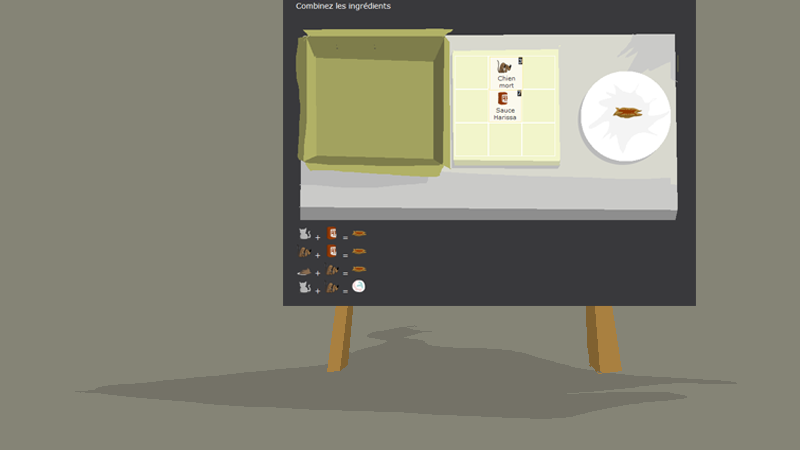 Combinez les ingrédients
Chien
mort
Sauce
Harissa
+ =
+ =
+ =
+ =